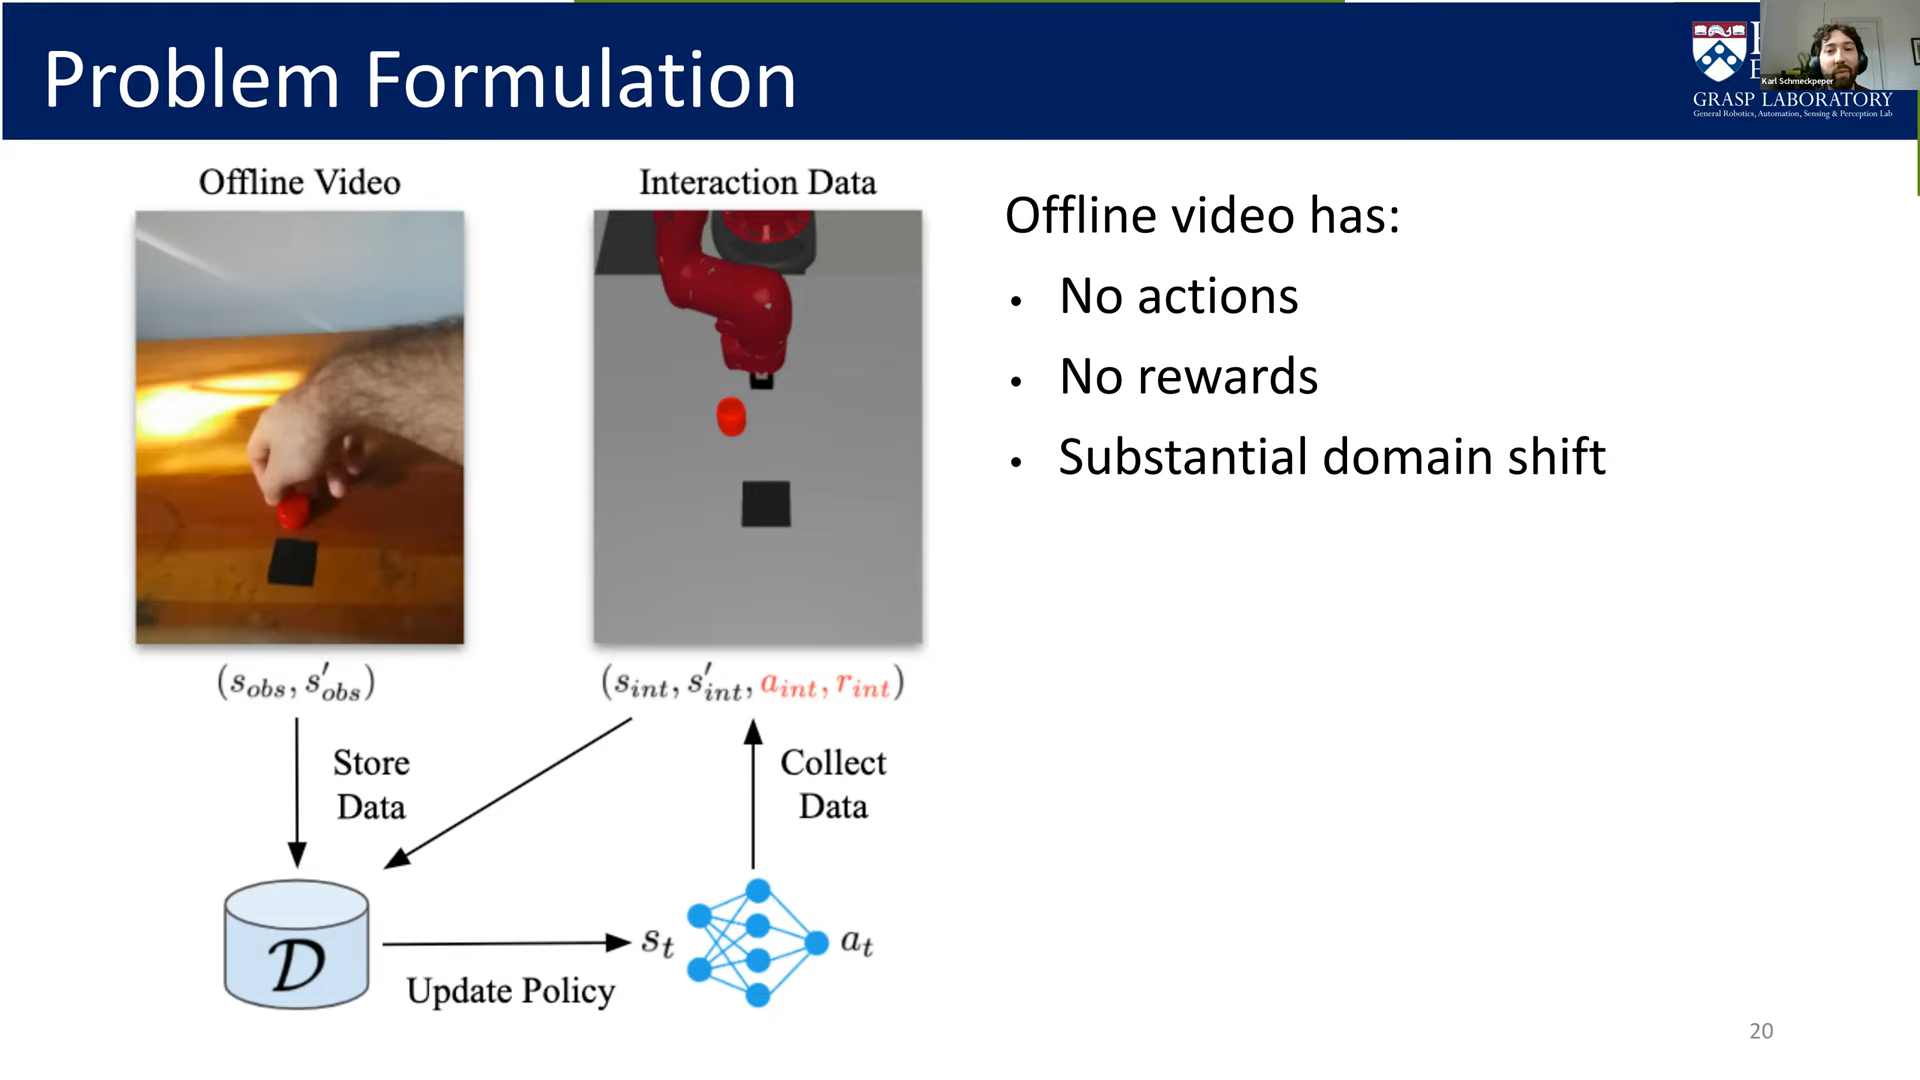 Problem Formulation
Karl Schmeckpeper
GRASP LABORATORY
General Robotics, Automation, Sensing & Perception Lab
Offline Video
Interaction Data
(s_obs, s'_obs)
(s_int, s'_int, a_int, r_int)
Store
Data
Collect
Data
D
Update Policy
s_t
a_t
Offline video has:
• No actions
• No rewards
• Substantial domain shift
20